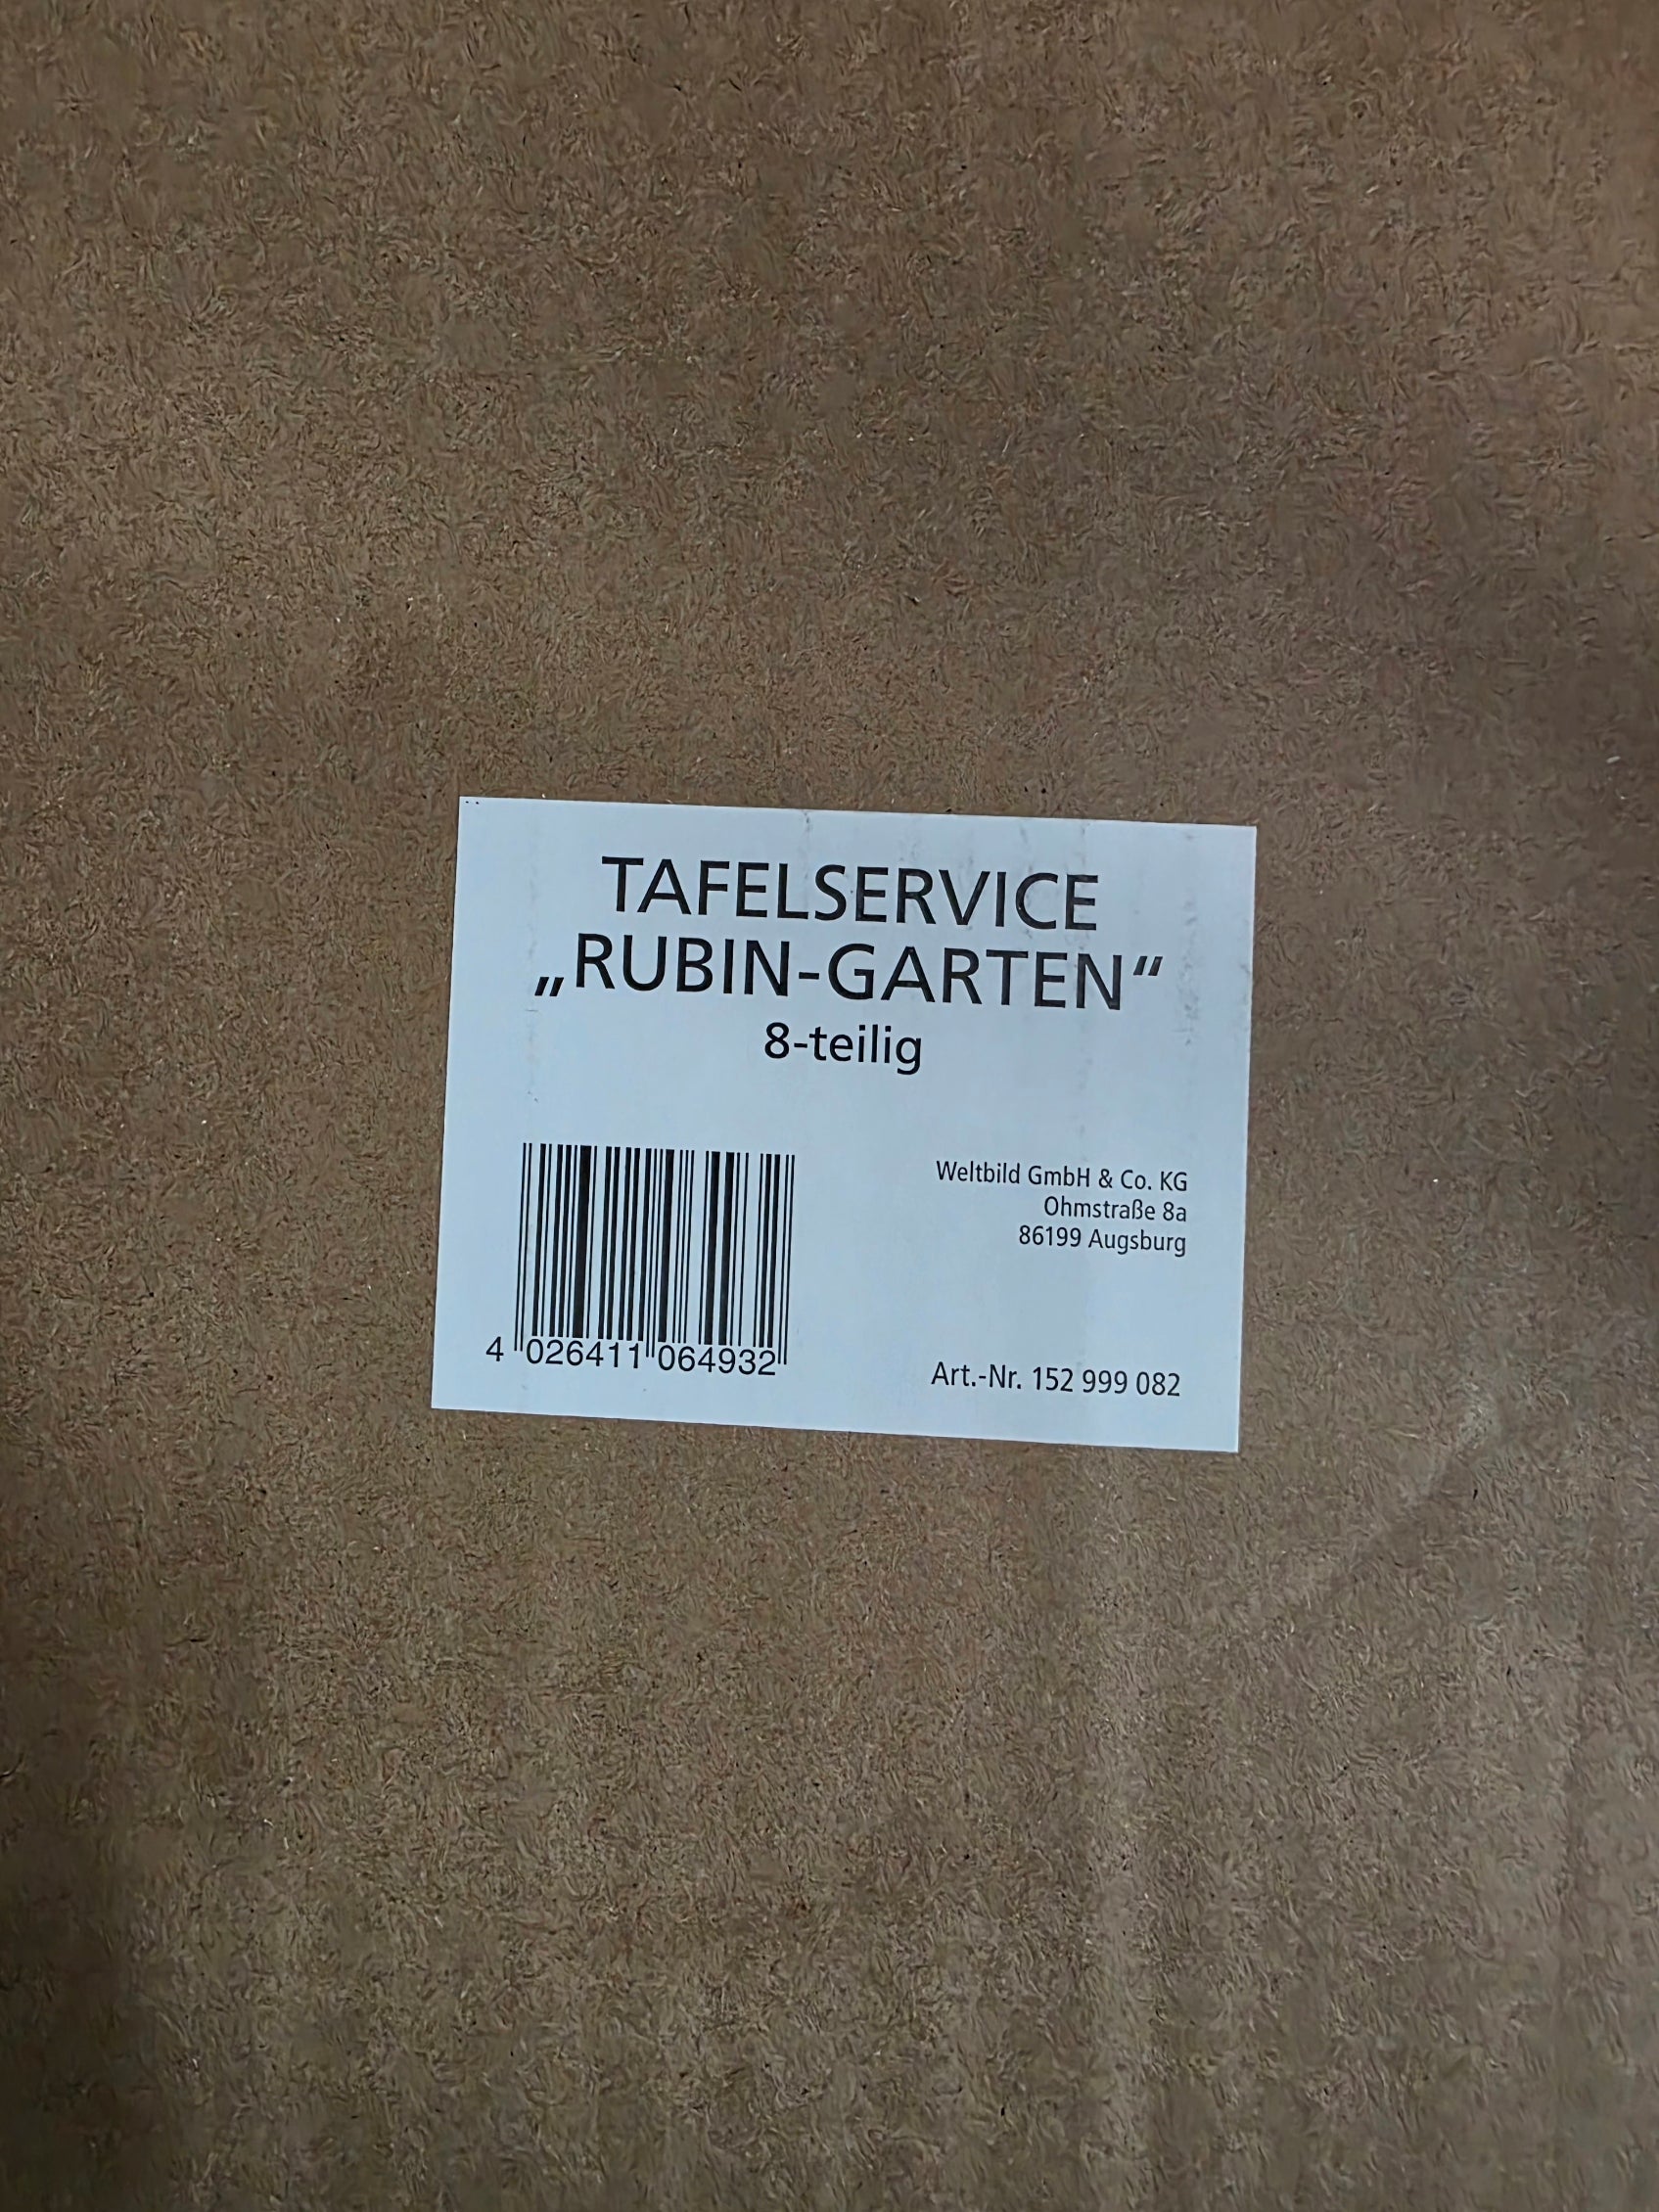 TAFELSERVICE
„RUBIN-GARTEN“
8-teilig
Weltbild GmbH & Co. KG
Ohmstraße 8a
86199 Augsburg
4 026411 064932
Art.-Nr. 152 999 082